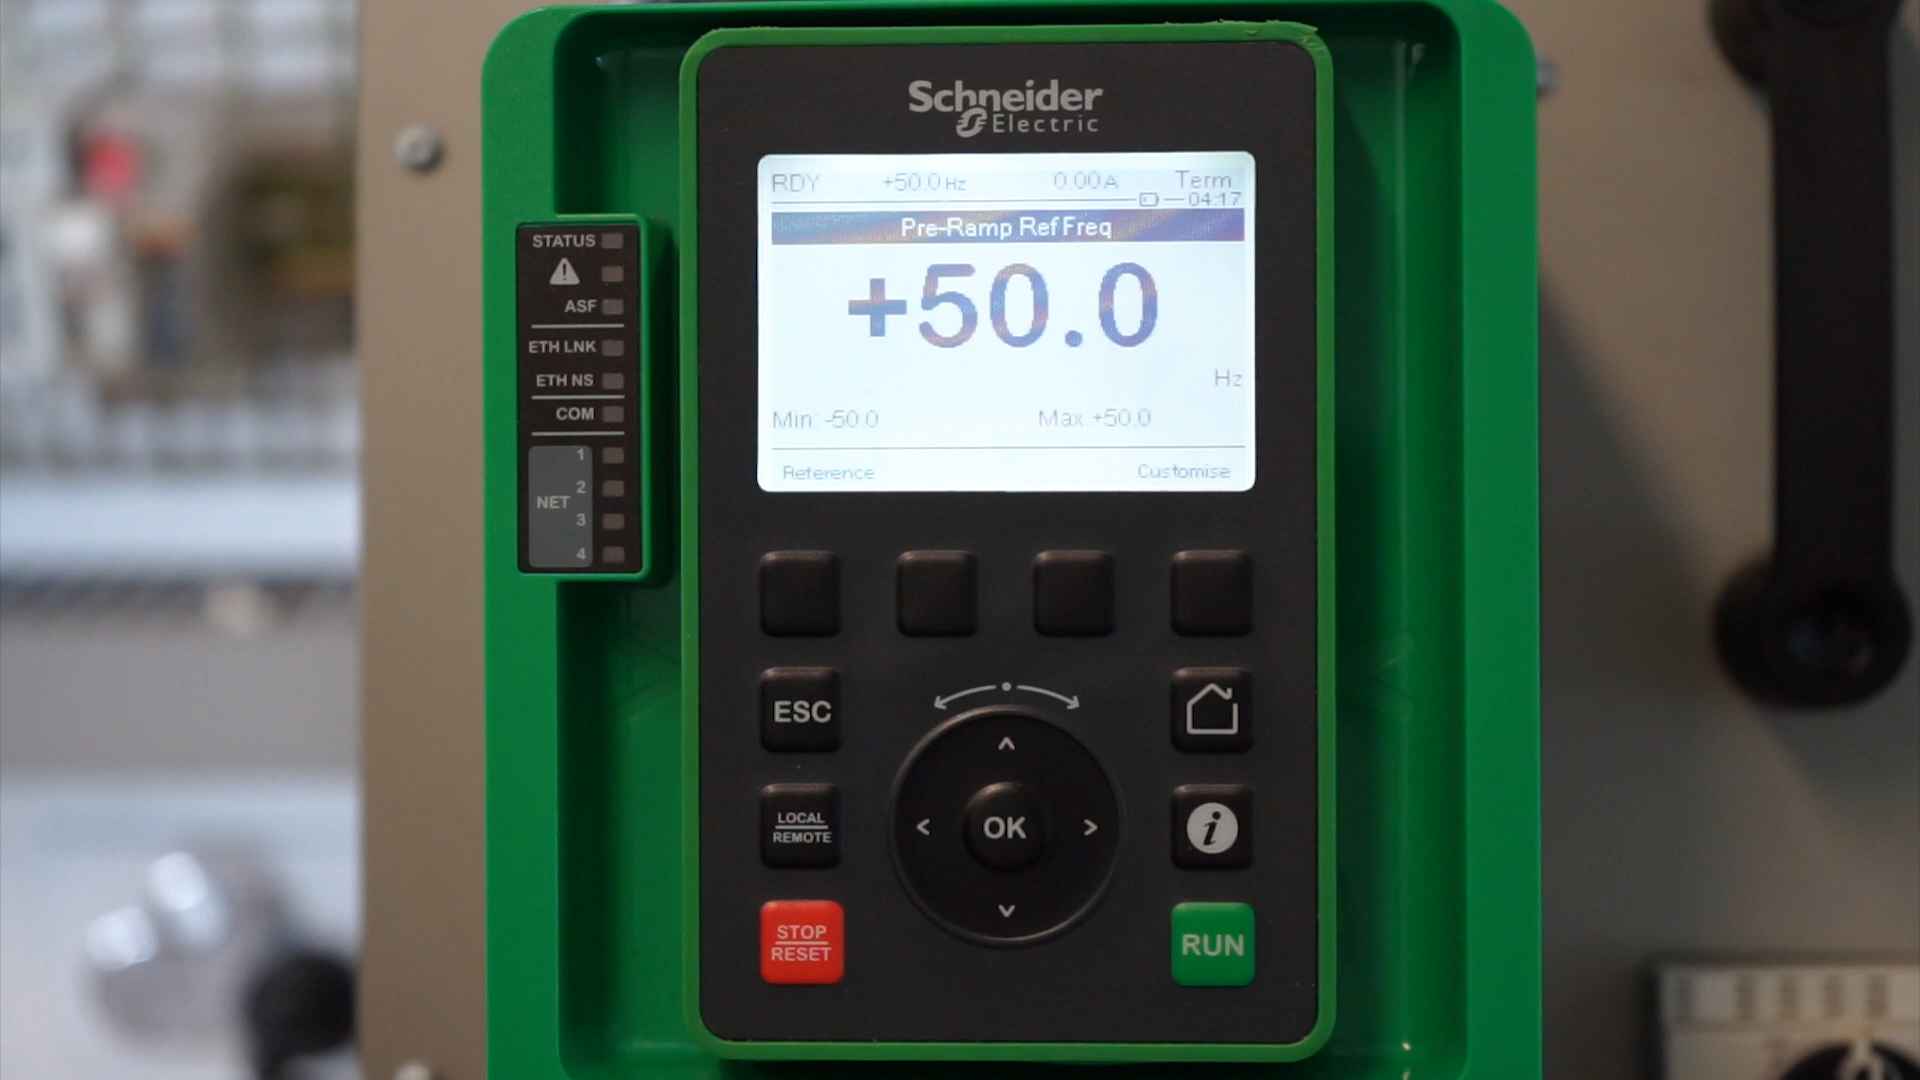 Schneider
Electric
RDY +50.0 Hz 0.00 A Term
04:17
Pre-Ramp Ref Freq
+50.0
Hz
Min: -50.0 Max:+50.0
Reference Customise
STATUS
ASF
ETH LNK
ETH NS
COM
NET
1
2
3
4
ESC
LOCAL
REMOTE
OK
i
STOP
RESET
RUN